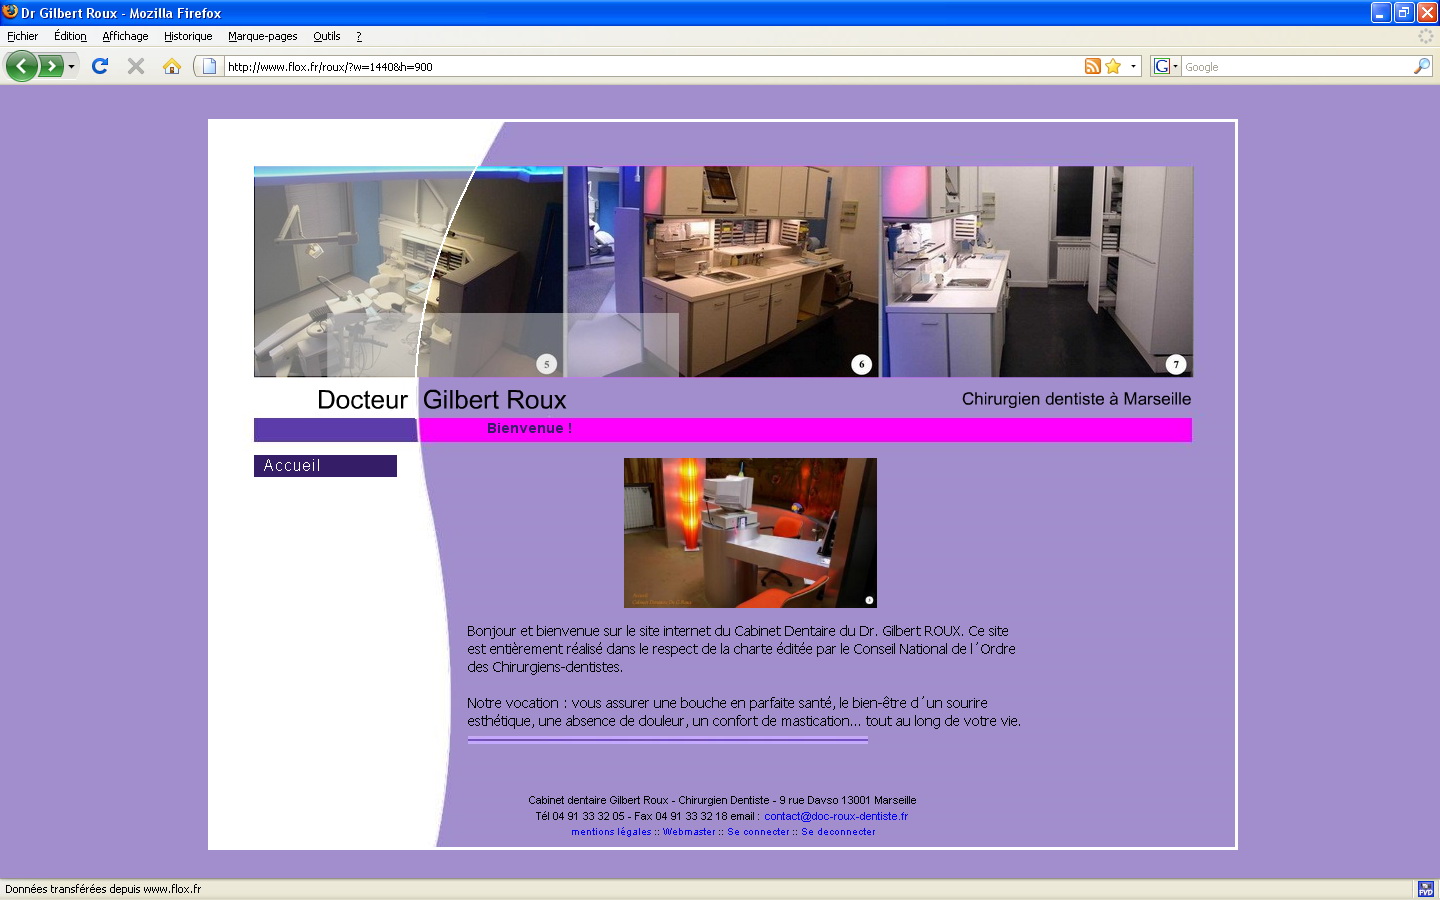 Dr Gilbert Roux - Mozilla Firefox
Fichier Édition Affichage Historique Marque-pages Outils ?
http://www.flox.fr/roux/?w=1440&h=900
G Google
5 6 7
Docteur Gilbert Roux Chirurgien dentiste à Marseille
Bienvenue !
Accueil
Bonjour et bienvenue sur le site internet du Cabinet Dentaire du Dr. Gilbert ROUX. Ce site
est entièrement réalisé dans le respect de la charte éditée par le Conseil National de l´Ordre
des Chirurgiens-dentistes.
Notre vocation : vous assurer une bouche en parfaite santé, le bien-être d´un sourire
esthétique, une absence de douleur, un confort de mastication... tout au long de votre vie.
Cabinet dentaire Gilbert Roux - Chirurgien Dentiste - 9 rue Davso 13001 Marseille
Tél 04 91 33 32 05 - Fax 04 91 33 32 18 email : contact@doc-roux-dentiste.fr
mentions légales :: Webmaster :: Se connecter :: Se deconnecter
Données transférées depuis www.flox.fr
FVD